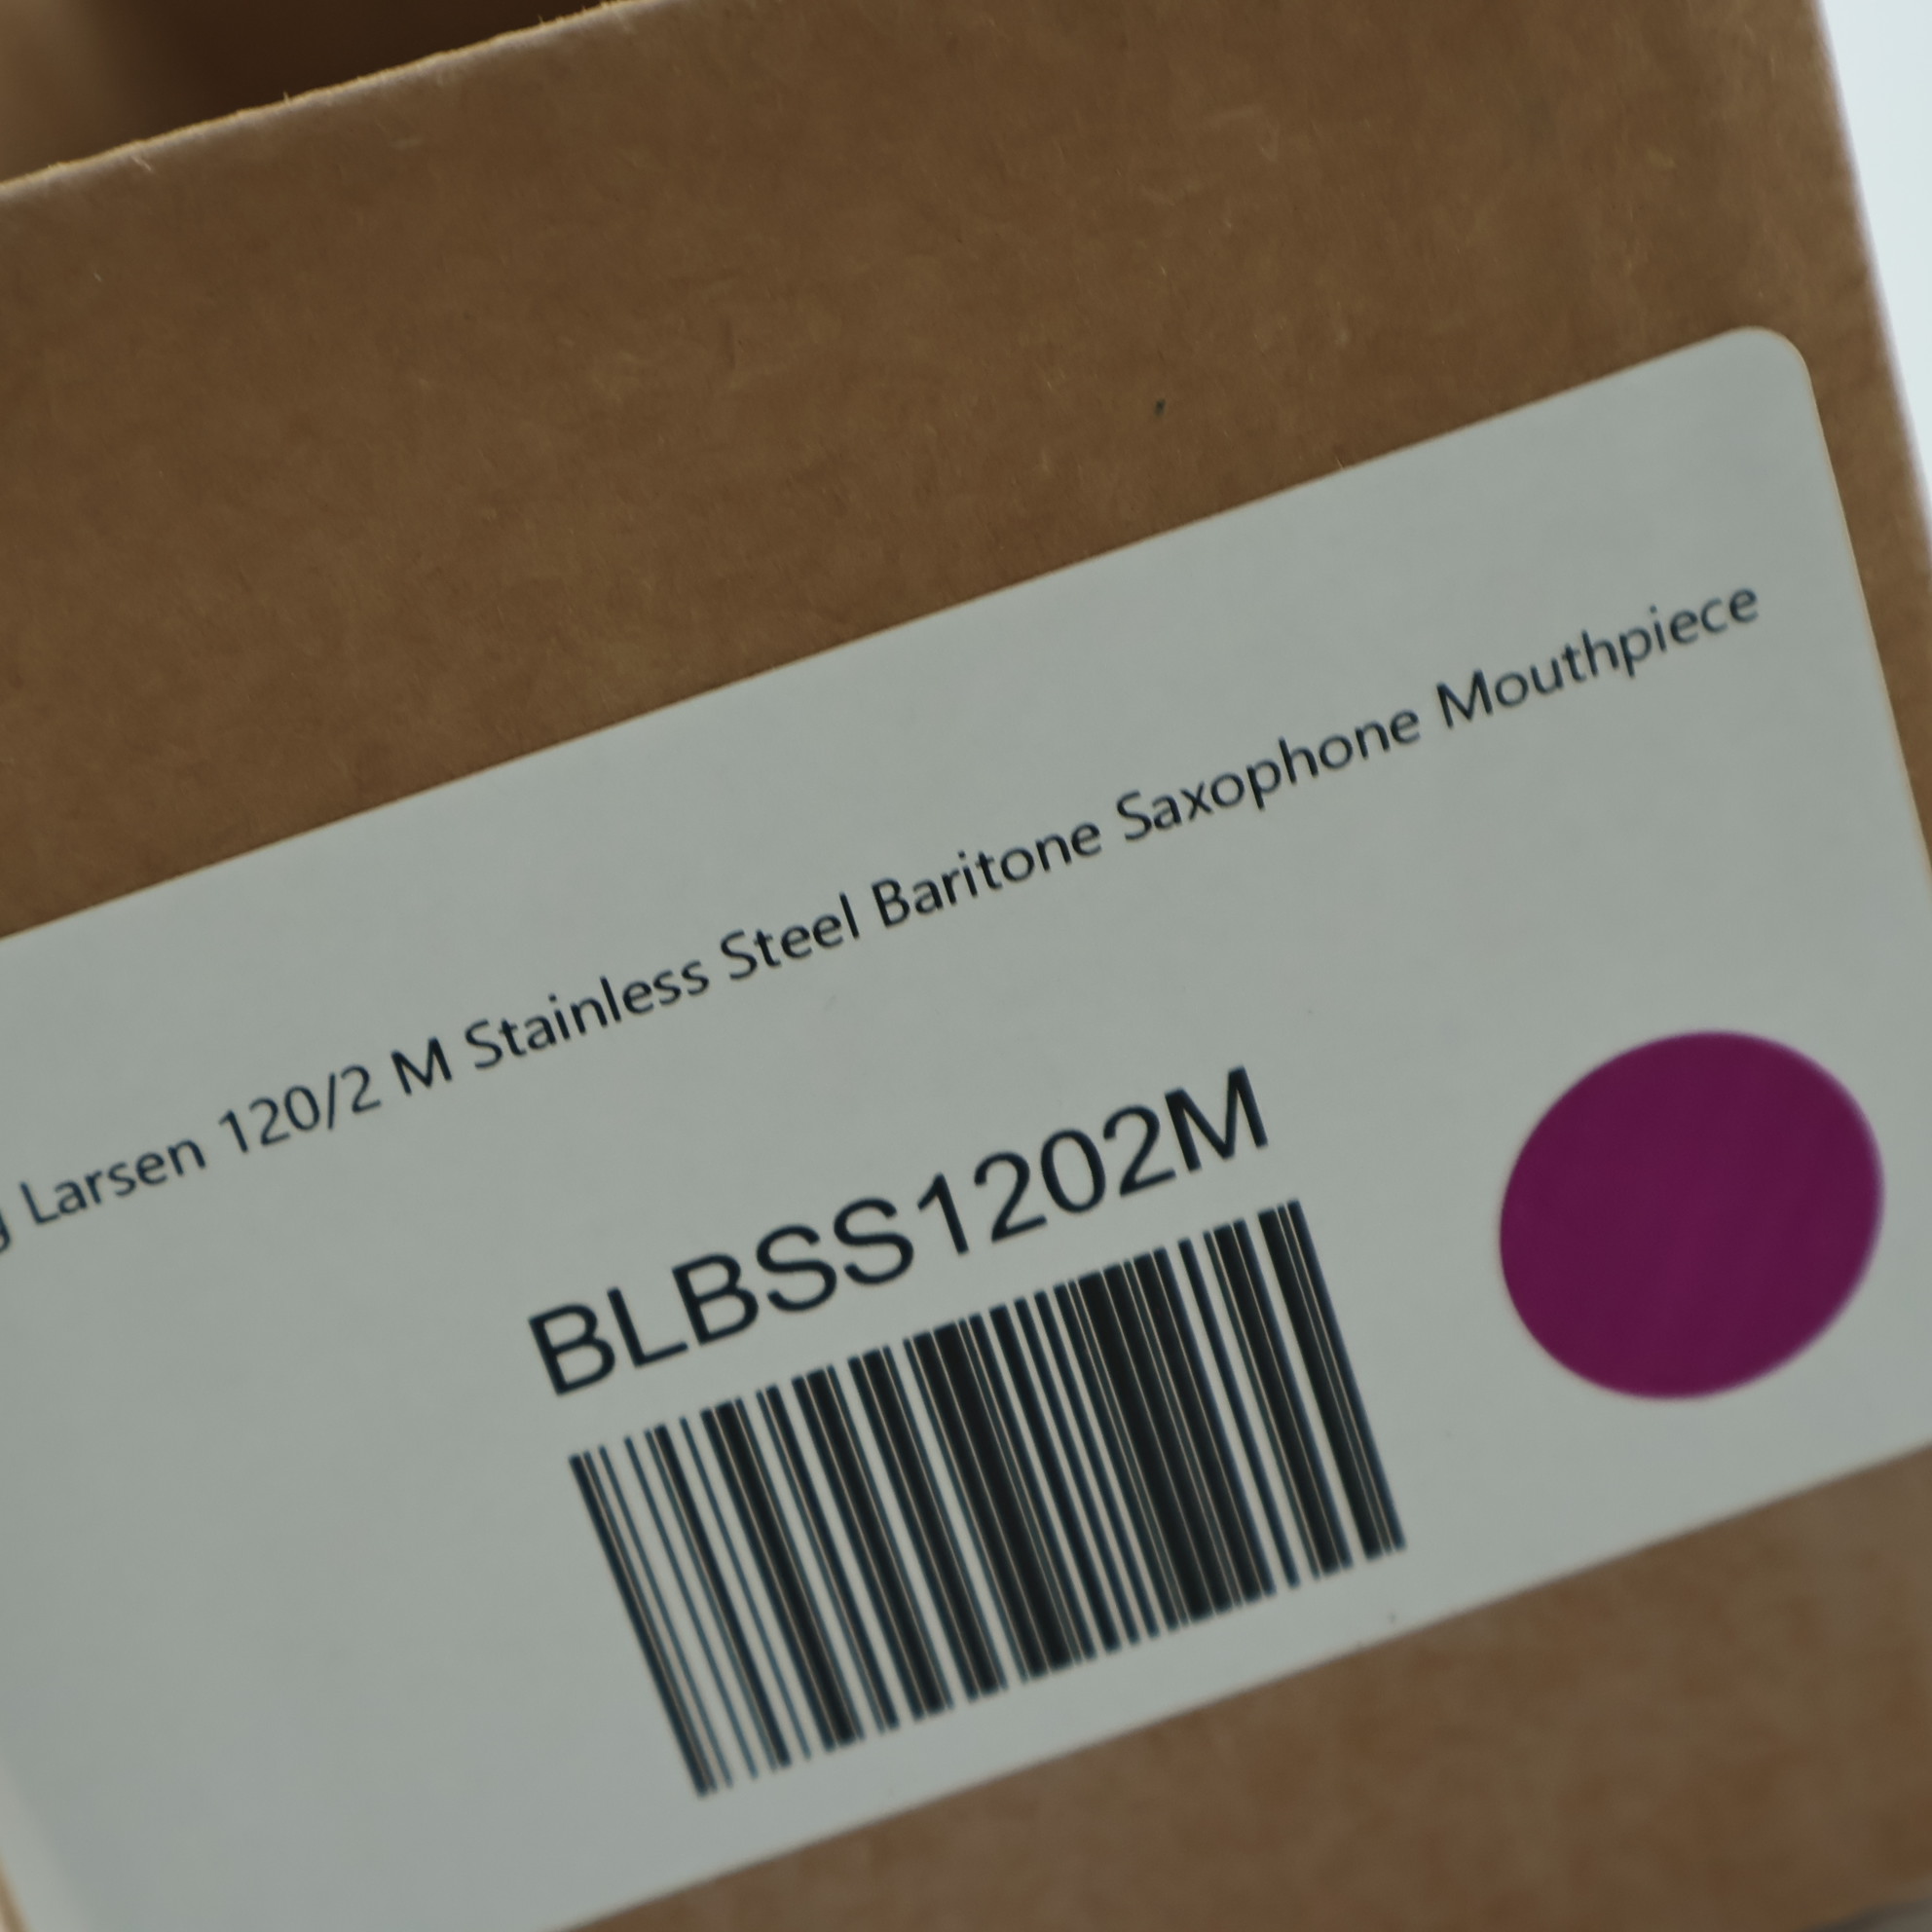 Larsen 120/2 M Stainless Steel Baritone Saxophone Mouthpiece
BLBSS1202M